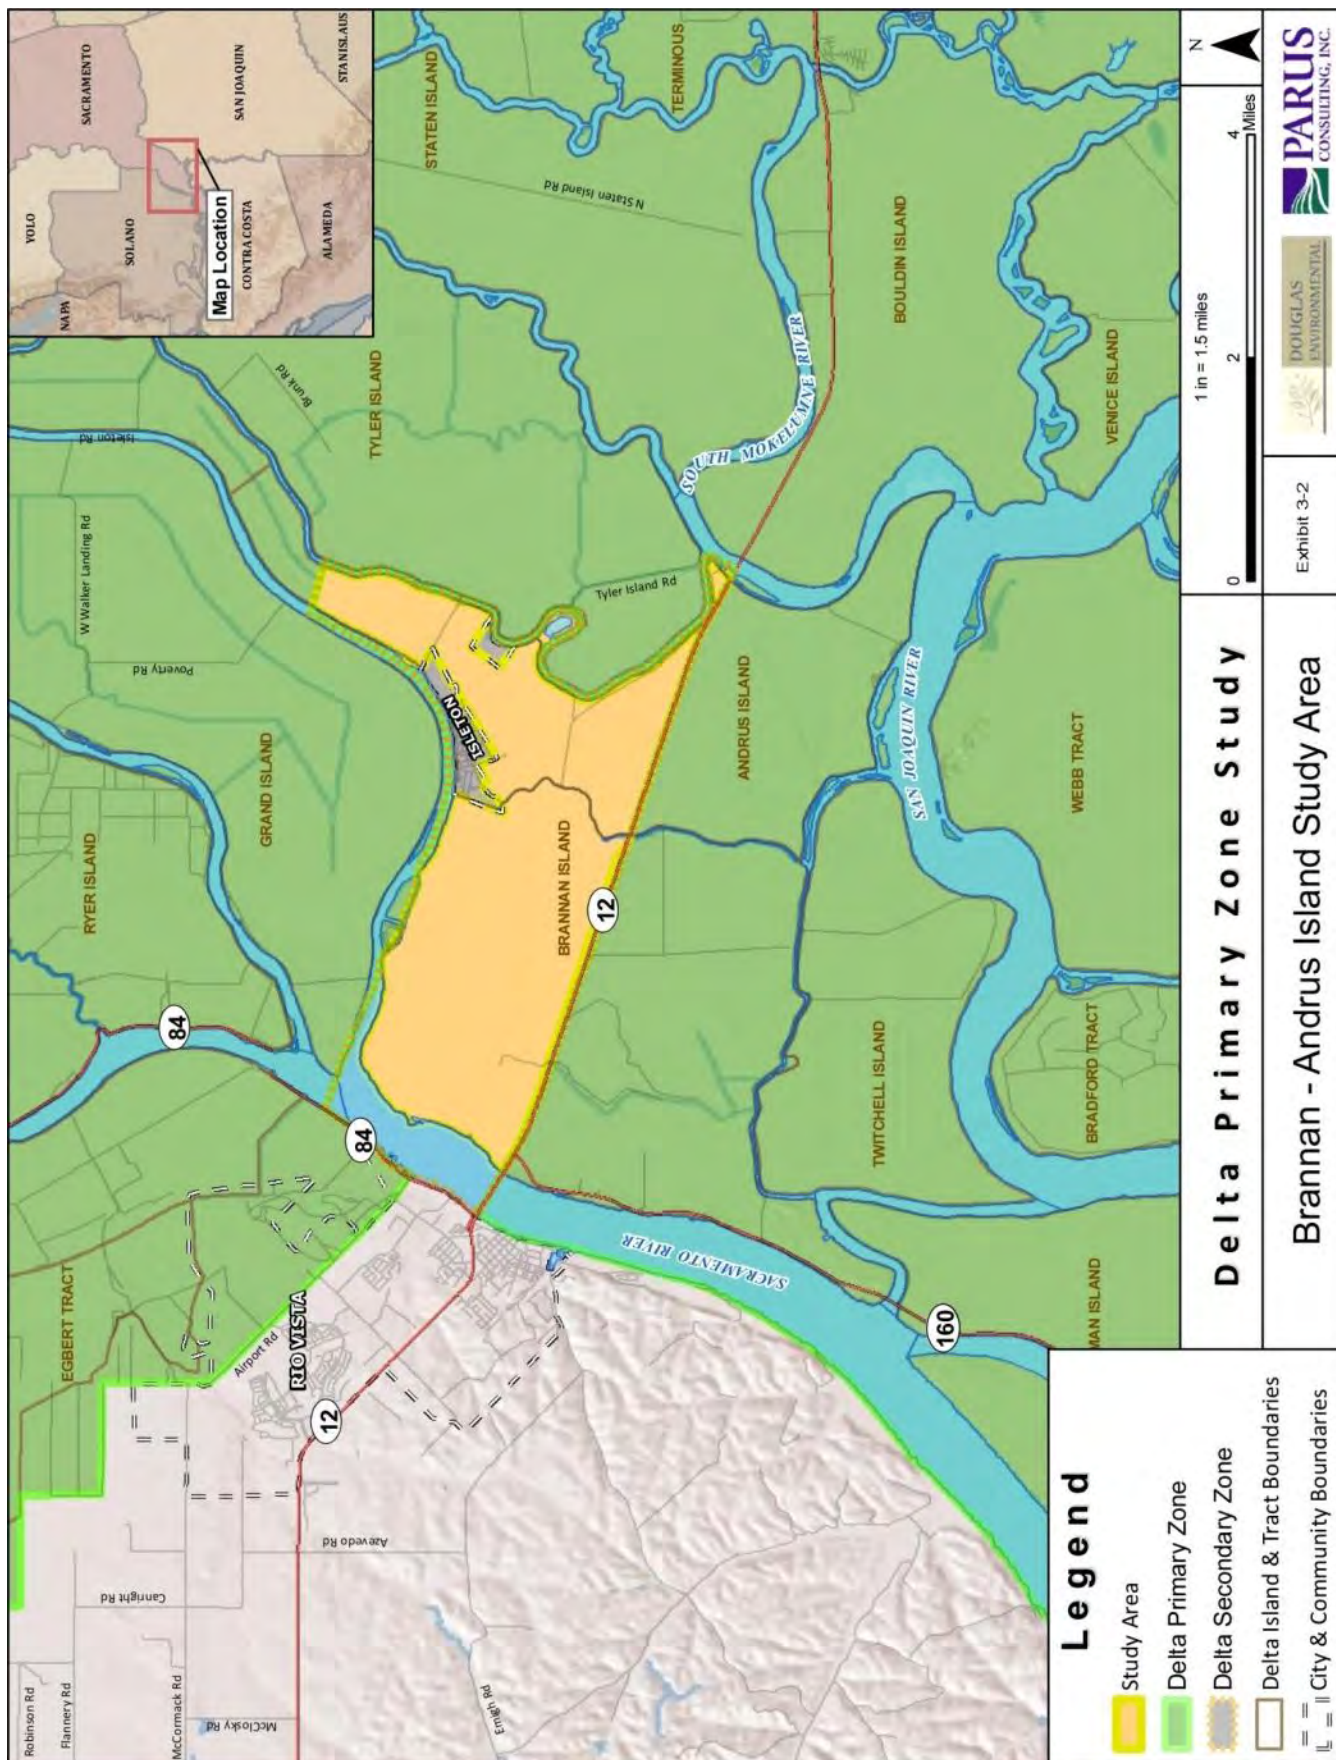 YOLO
NAPA
SACRAMENTO
SOLANO
SAN JOAQUIN
CONTRA COSTA
STANISLAUS
ALAMEDA
Map Location
Robinson Rd
Flannery Rd
Canright Rd
McCormack Rd
McClosky Rd
Azevedo Rd
Emigh Rd
Airport Rd
EGBERT TRACT
RIO VISTA
12
84
84
RYER ISLAND
GRAND ISLAND
W Walker Landing Rd
Poverty Rd
Isleton Rd
Brunk Rd
TYLER ISLAND
STATEN ISLAND
TERMINOUS
N Staten Island Rd
ISLETON
BRANNAN ISLAND
12
Tyler Island Rd
SOUTH MOKELUMNE RIVER
BOULDIN ISLAND
ANDRUS ISLAND
SACRAMENTO RIVER
TWITCHELL ISLAND
SAN JOAQUIN RIVER
WEBB TRACT
VENICE ISLAND
BRADFORD TRACT
160
MAN ISLAND
Legend
Study Area
Delta Primary Zone
Delta Secondary Zone
Delta Island & Tract Boundaries
City & Community Boundaries
Delta Primary Zone Study
Brannan - Andrus Island Study Area
1 in = 1.5 miles
0 2 4
Miles
N
Exhibit 3-2
DOUGLAS
ENVIRONMENTAL
PARUS
CONSULTING, INC.